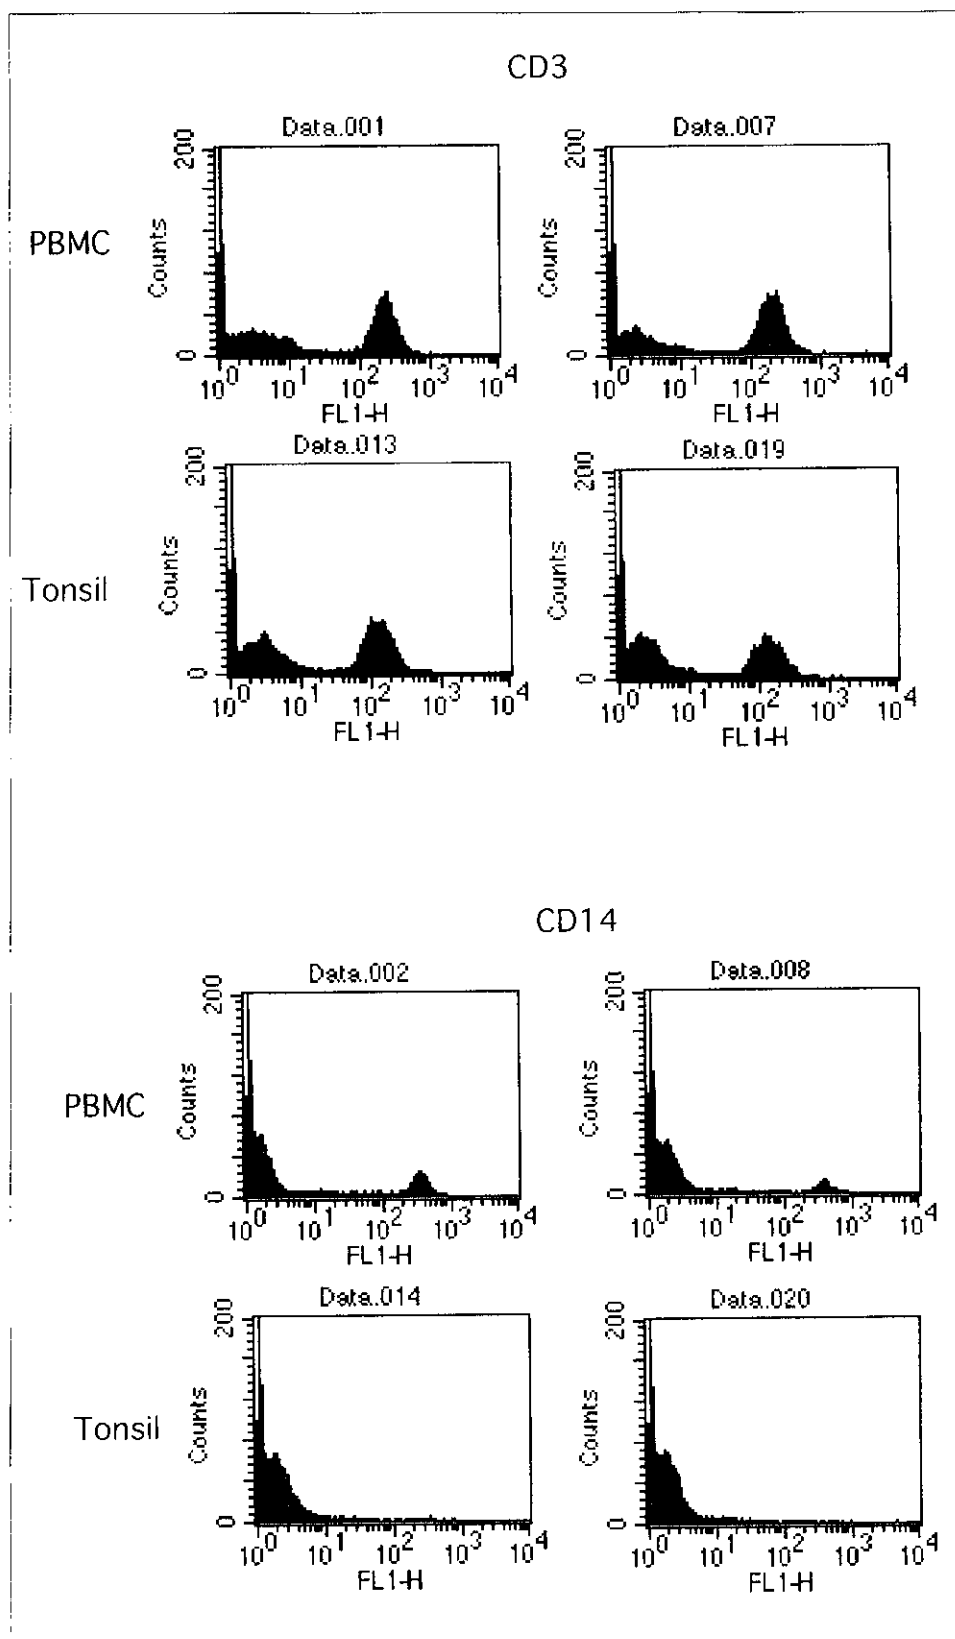 CD3
Data.001 Data.007
200 200
PBMC Counts Counts
0 0
10^0 10^1 10^2 10^3 10^4 10^0 10^1 10^2 10^3 10^4
FL1-H FL1-H
Data.013 Data.019
200 200
Tonsil Counts Counts
0 0
10^0 10^1 10^2 10^3 10^4 10^0 10^1 10^2 10^3 10^4
FL1-H FL1-H
CD14
Data.002 Data.008
200 200
PBMC Counts Counts
0 0
10^0 10^1 10^2 10^3 10^4 10^0 10^1 10^2 10^3 10^4
FL1-H FL1-H
Data.014 Data.020
200 200
Tonsil Counts Counts
0 0
10^0 10^1 10^2 10^3 10^4 10^0 10^1 10^2 10^3 10^4
FL1-H FL1-H